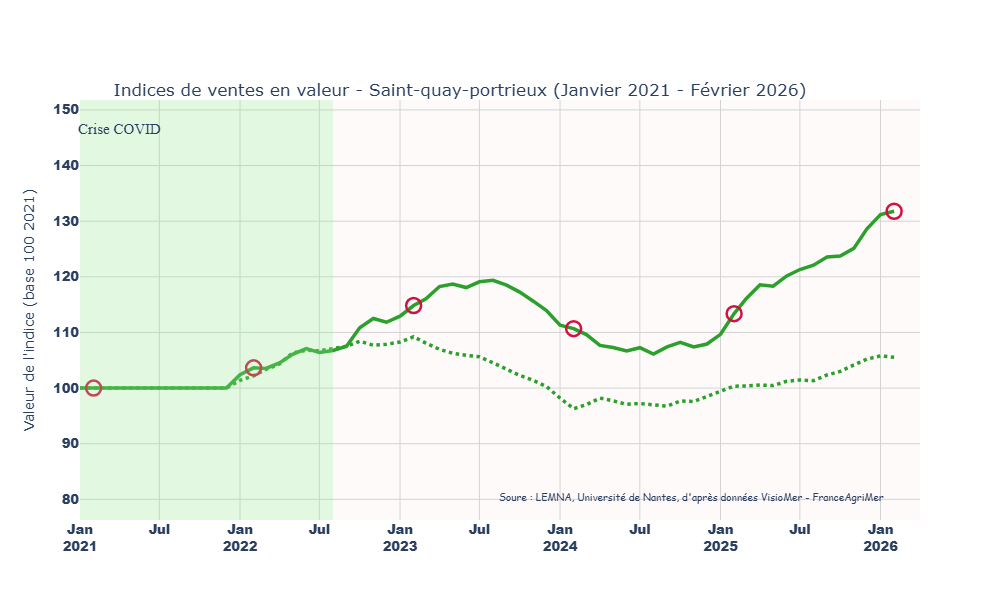 Indices de ventes en valeur - Saint-quay-portrieux (Janvier 2021 - Février 2026)
Valeur de l'indice (base 100 2021)
150
Crise COVID
140
130
120
110
100
90
80
Soure : LEMNA, Université de Nantes, d'après données VisioMer - FranceAgriMer
Jan Jul Jan Jul Jan Jul Jan Jul Jan Jul Jan
2021 2022 2023 2024 2025 2026